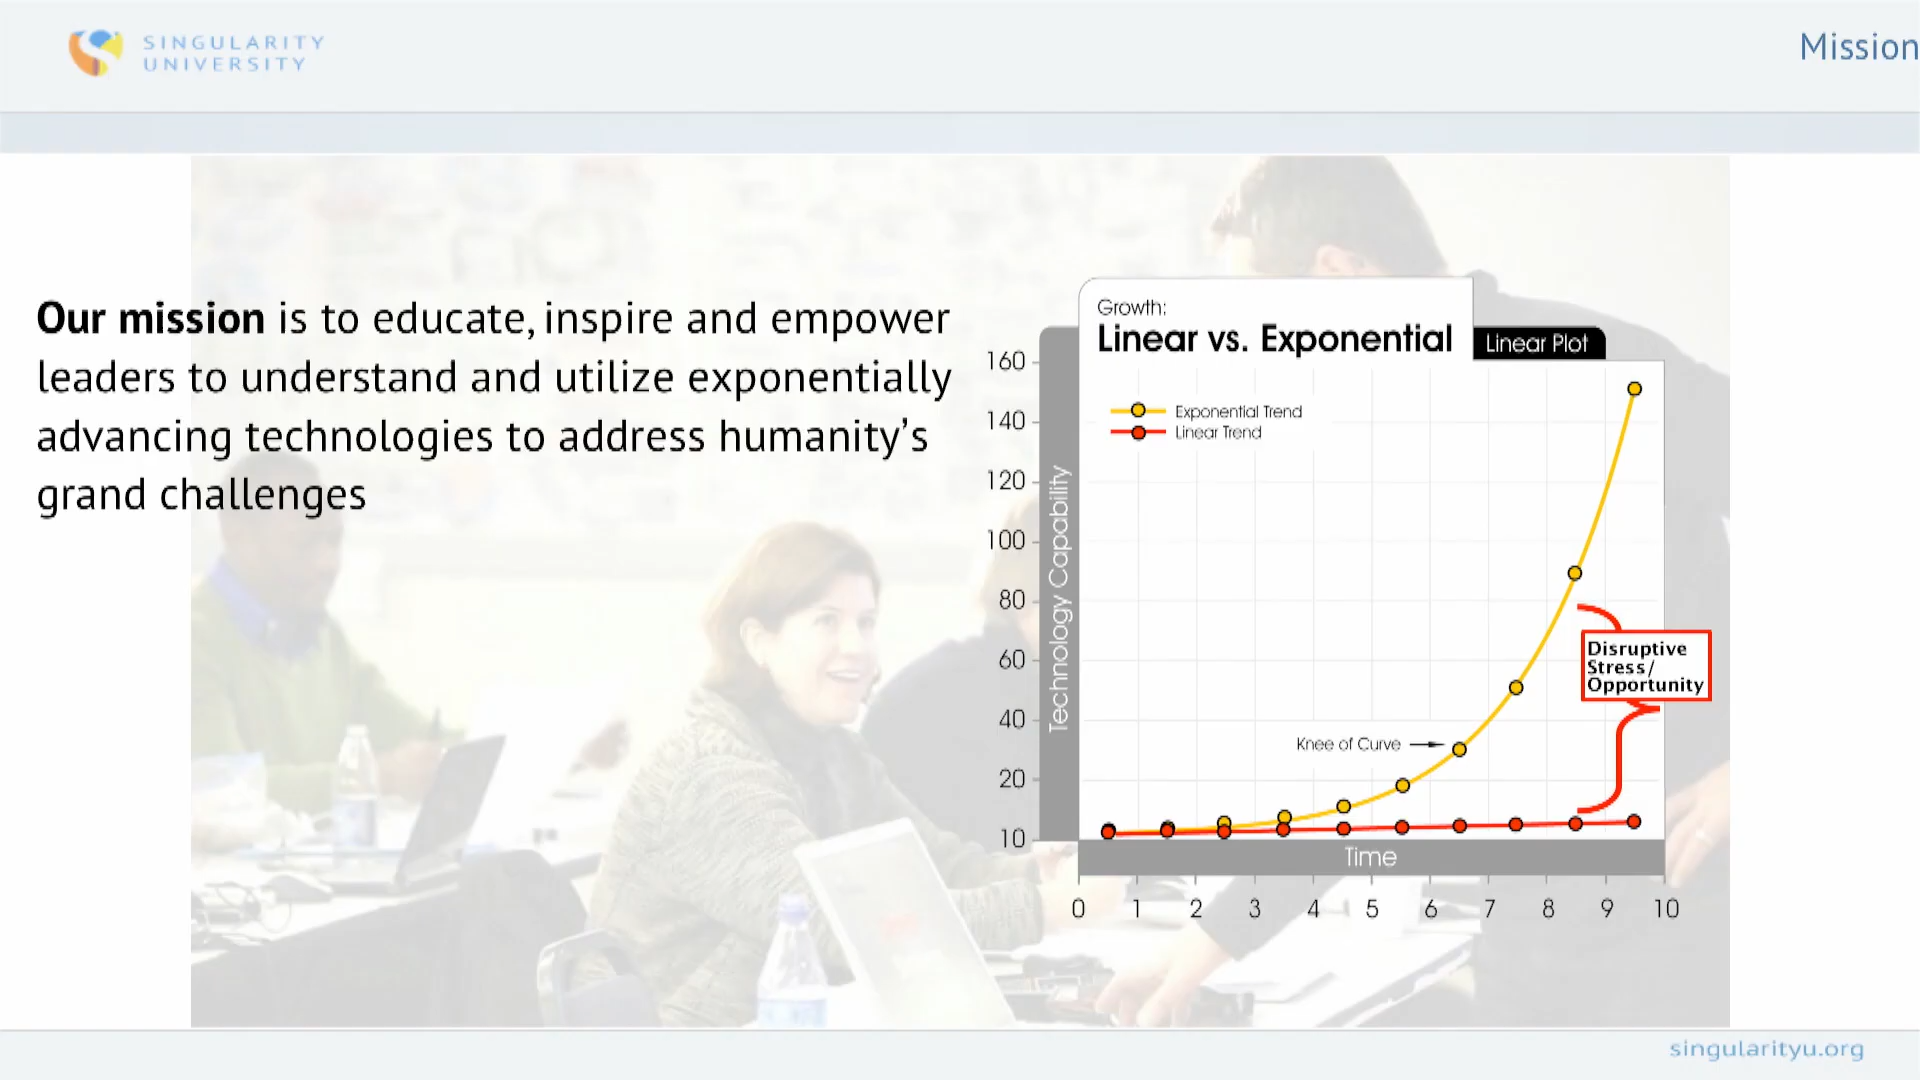 SINGULARITY
UNIVERSITY
Mission
Our mission is to educate, inspire and empower
leaders to understand and utilize exponentially
advancing technologies to address humanity’s
grand challenges
Growth:
Linear vs. Exponential
Linear Plot
Exponential Trend
Linear Trend
160
140
120
100
80
60
40
20
10
Technology Capability
Disruptive
Stress/
Opportunity
Knee of Curve
Time
0 1 2 3 4 5 6 7 8 9 10
singularityu.org